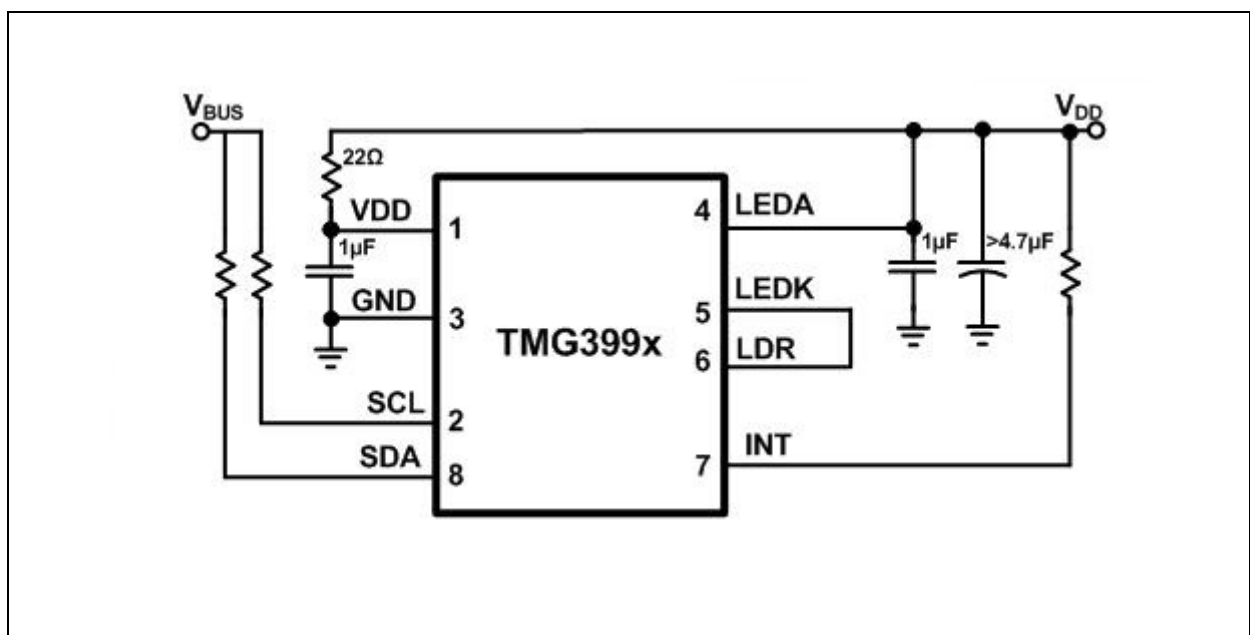 VBUS
VDD
22Ω
VDD
1
1µF
GND
3
TMG399x
SCL
2
SDA
8
4
LEDA
1µF
>4.7µF
LEDK
5
6
LDR
INT
7